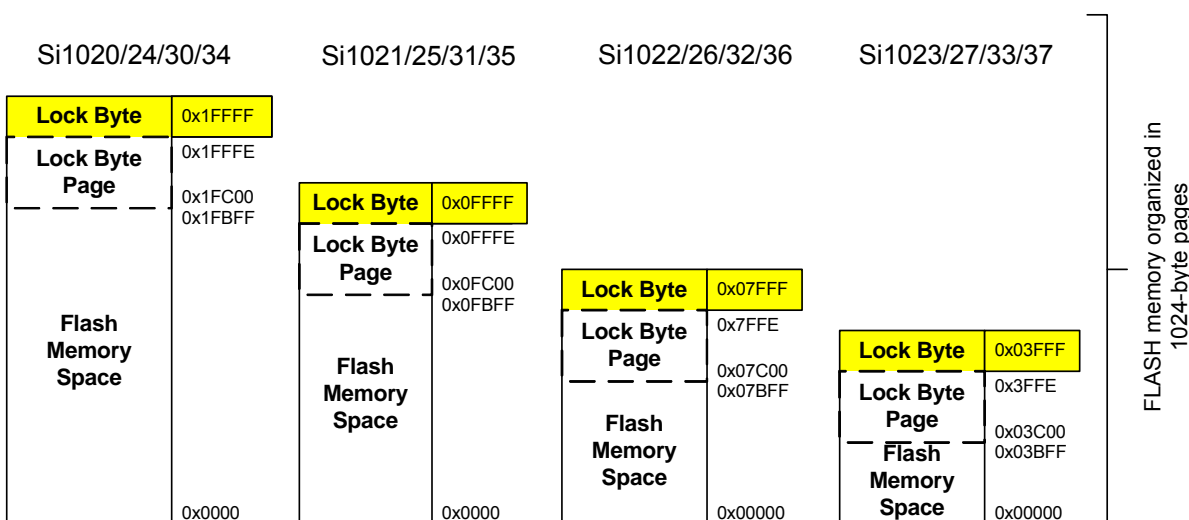 Si1020/24/30/34
Lock Byte
0x1FFFF
Lock Byte
Page
0x1FFFE
0x1FC00
0x1FBFF
Flash
Memory
Space
0x0000
Si1021/25/31/35
Lock Byte
0x0FFFF
Lock Byte
Page
0x0FFFE
0x0FC00
0x0FBFF
Flash
Memory
Space
0x0000
Si1022/26/32/36
Lock Byte
0x07FFF
Lock Byte
Page
0x7FFE
0x07C00
0x07BFF
Flash
Memory
Space
0x00000
Si1023/27/33/37
Lock Byte
0x03FFF
Lock Byte
Page
0x3FFE
0x03C00
0x03BFF
Flash
Memory
Space
0x00000
FLASH memory organized in
1024-byte pages